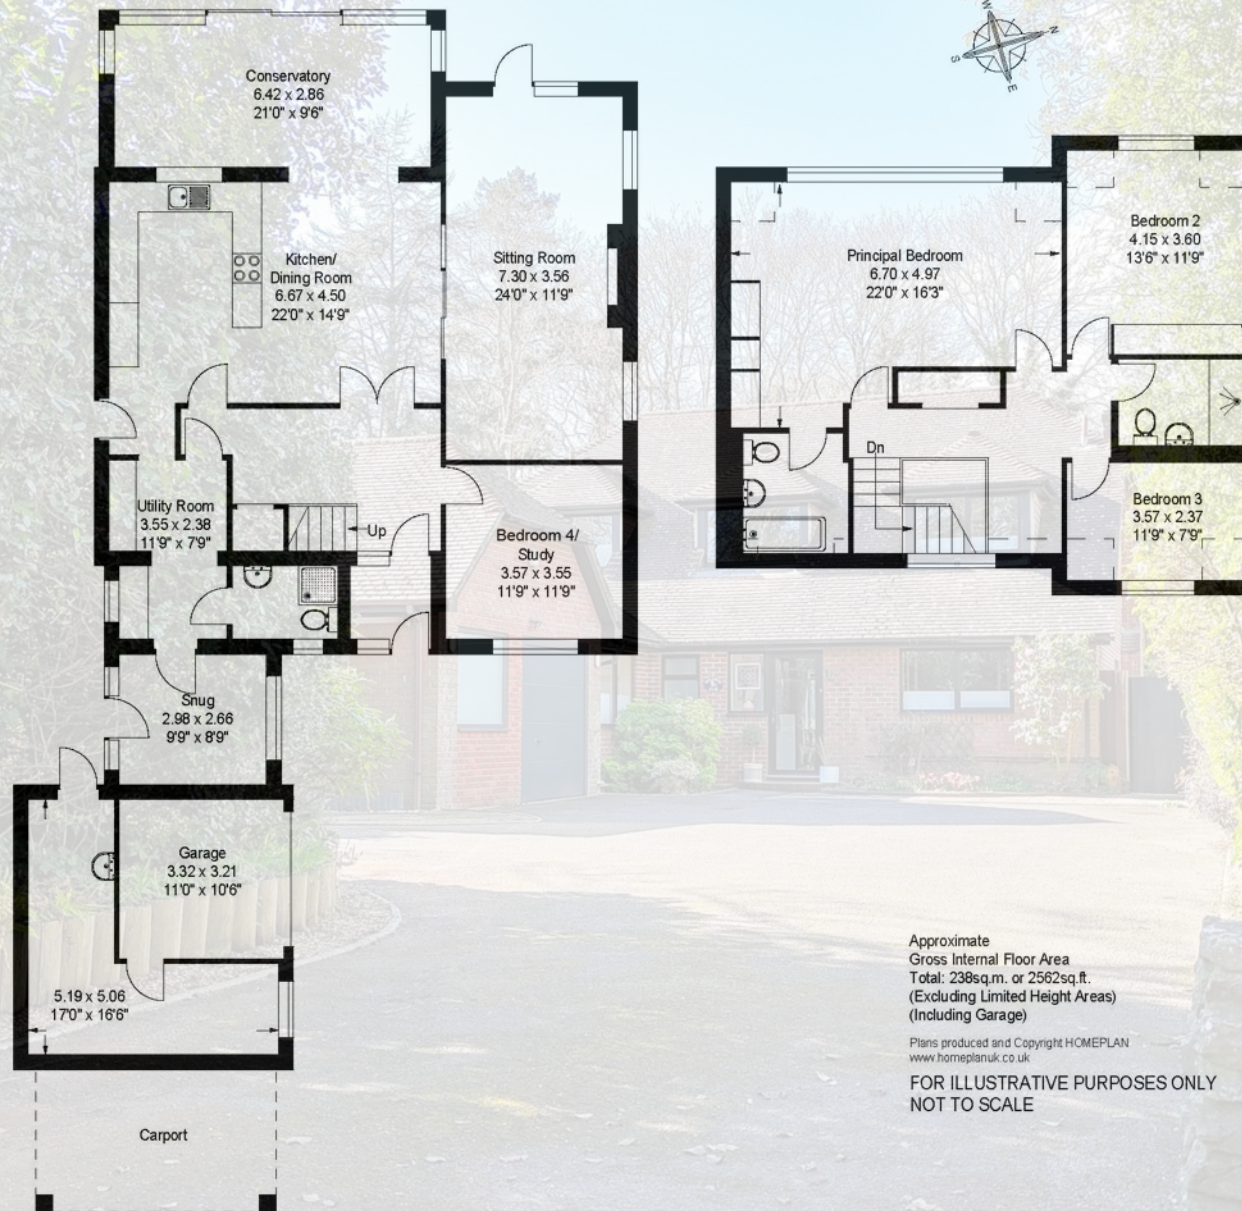 Conservatory
6.42 x 2.86
21'0" x 9'6"
W
N
S
E
Kitchen/
Dining Room
6.67 x 4.50
22'0" x 14'9"
Sitting Room
7.30 x 3.56
24'0" x 11'9"
Principal Bedroom
6.70 x 4.97
22'0" x 16'3"
Bedroom 2
4.15 x 3.60
13'6" x 11'9"
Utility Room
3.55 x 2.38
11'9" x 7'9"
Up
Bedroom 4/
Study
3.57 x 3.55
11'9" x 11'9"
Dn
Bedroom 3
3.57 x 2.37
11'9" x 7'9"
Snug
2.98 x 2.66
9'9" x 8'9"
Garage
3.32 x 3.21
11'0" x 10'6"
5.19 x 5.06
17'0" x 16'6"
Carport
Approximate
Gross Internal Floor Area
Total: 238sq.m. or 2562sq.ft.
(Excluding Limited Height Areas)
(Including Garage)
Plans produced and Copyright HOMEPLAN
www.homeplanuk.co.uk
FOR ILLUSTRATIVE PURPOSES ONLY
NOT TO SCALE